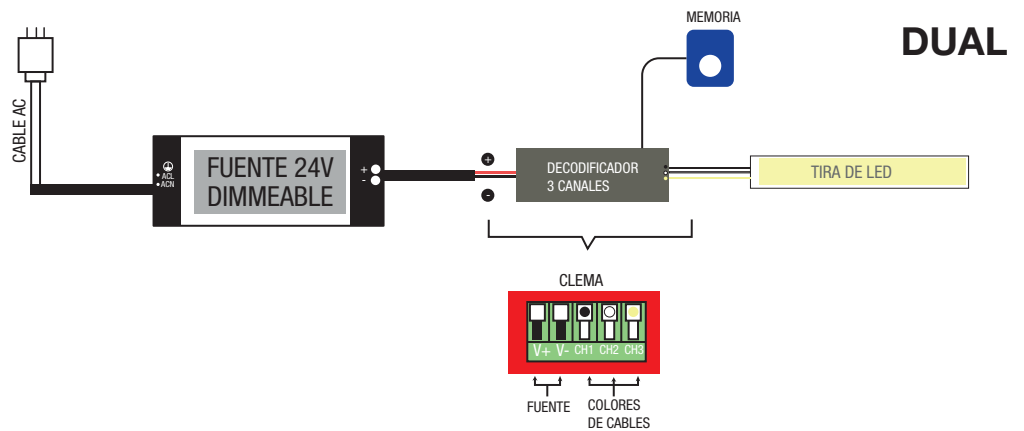 MEMORIA
DUAL
CABLE AC
ACL
ACN
FUENTE 24V
DIMMEABLE
+
-
+
-
DECODIFICADOR
3 CANALES
TIRA DE LED
CLEMA
V+ V- CH1 CH2 CH3
FUENTE
COLORES
DE CABLES